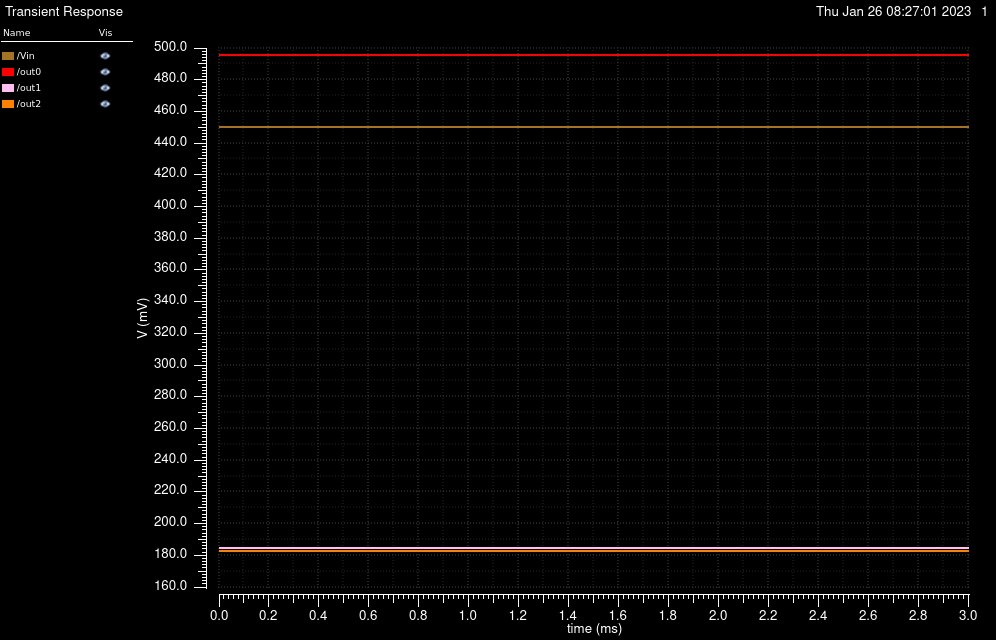 Transient Response
Thu Jan 26 08:27:01 2023 1
Name Vis
/Vin
/out0
/out1
/out2
500.0
480.0
460.0
440.0
420.0
400.0
380.0
360.0
340.0
320.0
300.0
280.0
260.0
240.0
220.0
200.0
180.0
160.0
V (mV)
0.0 0.2 0.4 0.6 0.8 1.0 1.2 1.4 1.6 1.8 2.0 2.2 2.4 2.6 2.8 3.0
time (ms)